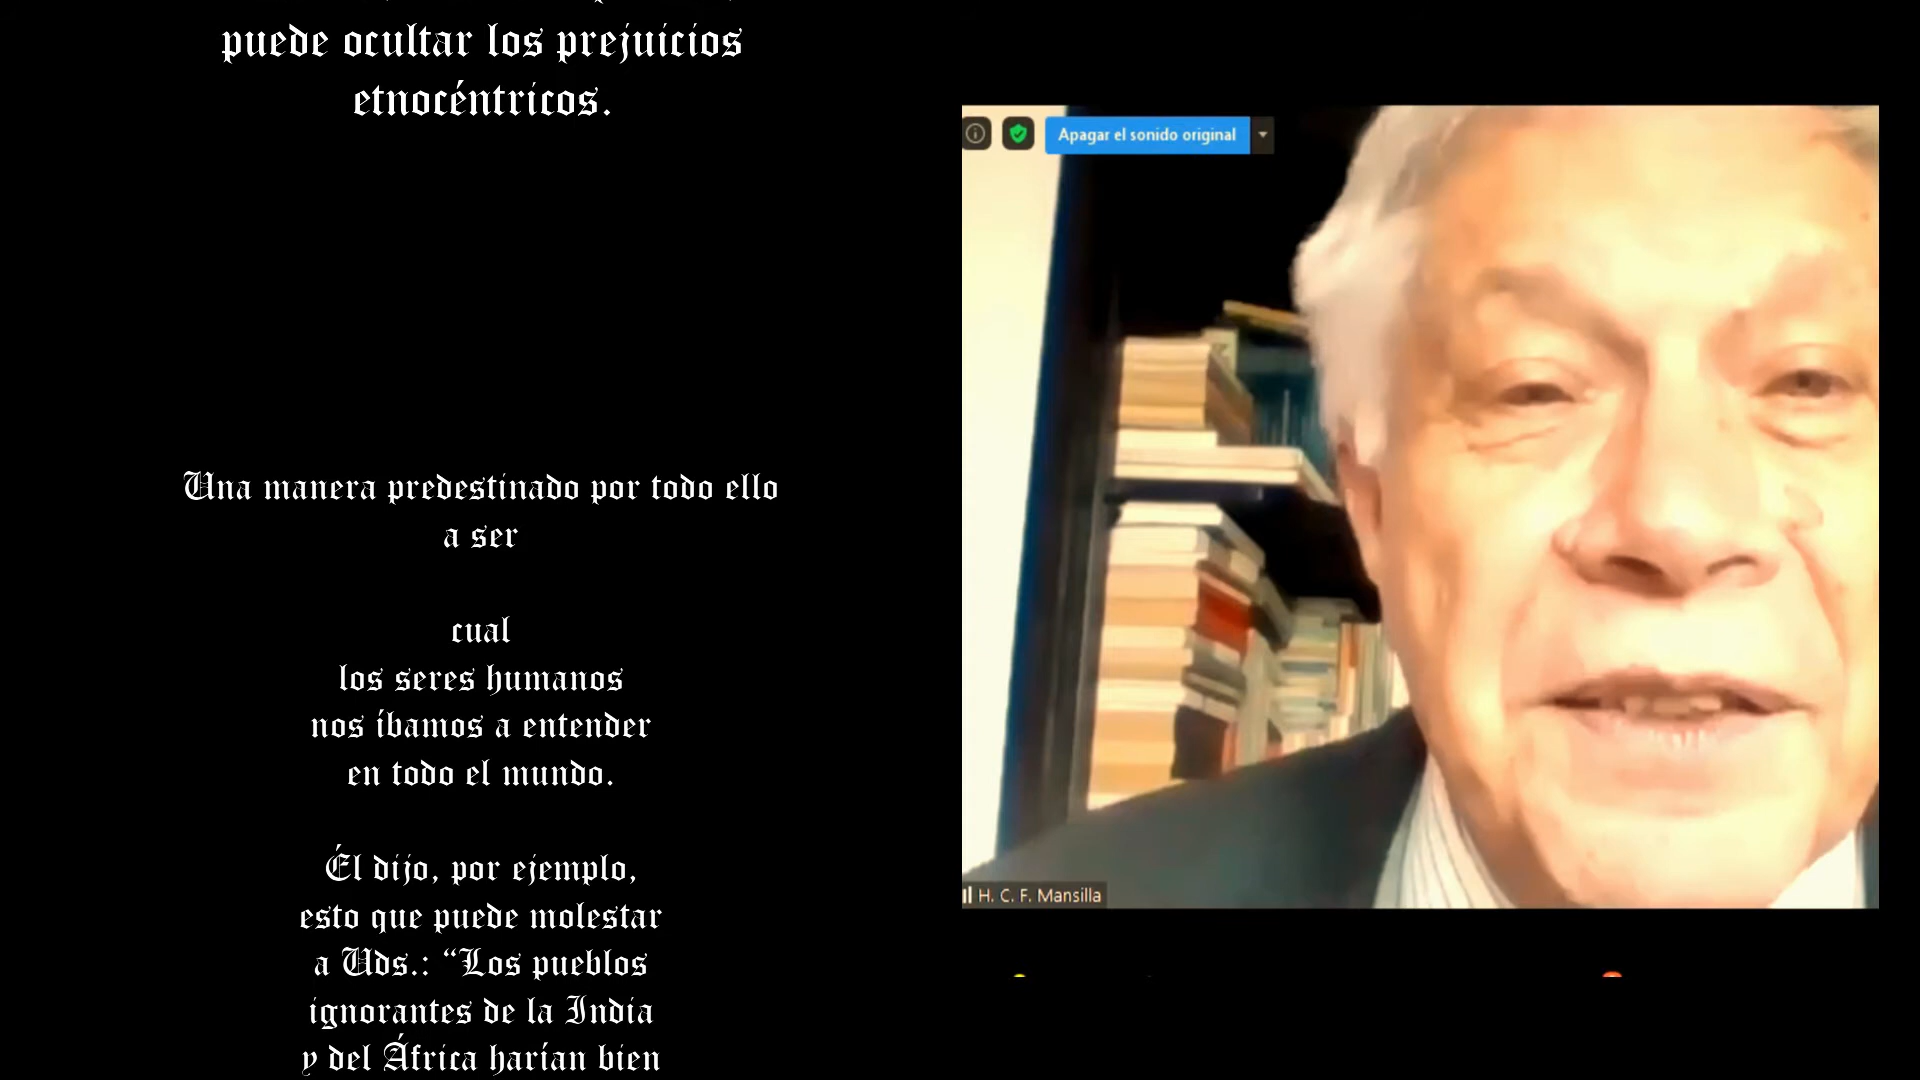 puede ocultar los prejuicios
etnocéntricos.
Una manera predestinado por todo ello
a ser
cual
los seres humanos
nos íbamos a entender
en todo el mundo.
Él dijo, por ejemplo,
esto que puede molestar
a Uds.: “Los pueblos
ignorantes de la India
y del África harían bien
Apagar el sonido original
H. C. F. Mansilla